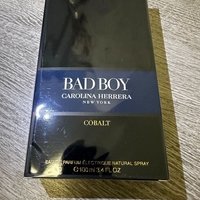 BAD BOY
CAROLINA HERRERA
NEW YORK
COBALT
EAU DE PARFUM ÉLECTRIQUE NATURAL SPRAY
℮ 100 ml 3.4 FL OZ